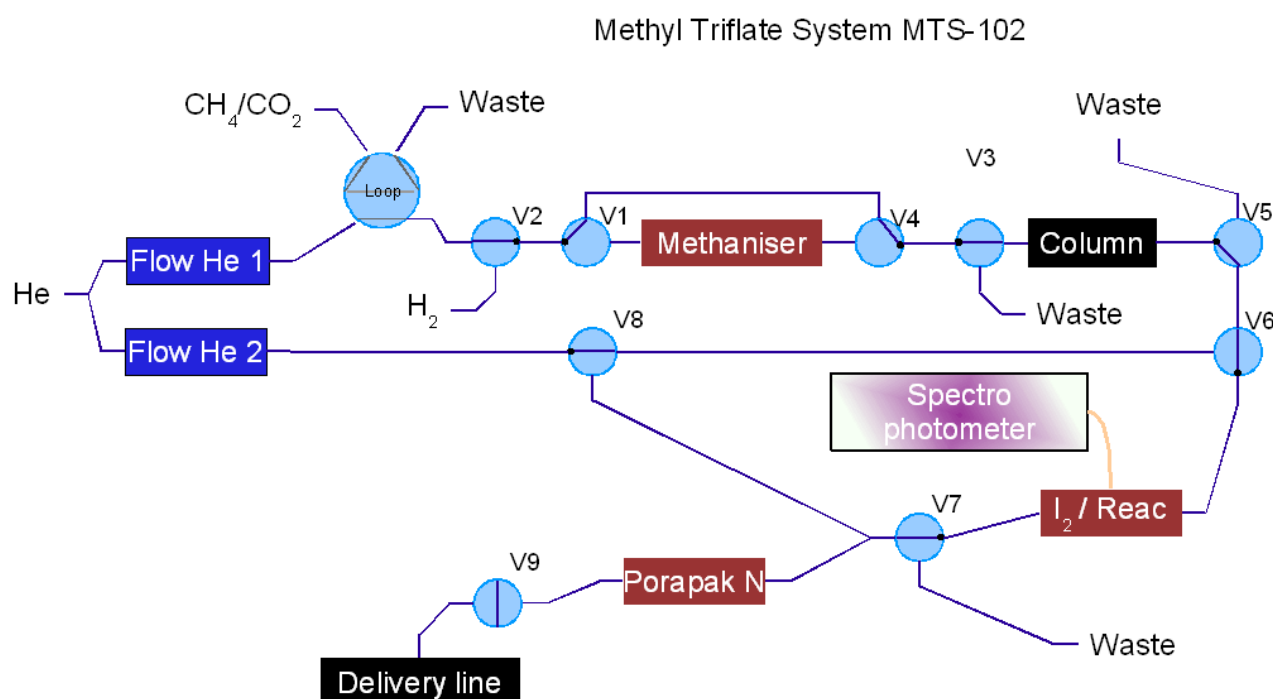 Methyl Triflate System MTS-102
CH₄/CO₂
Waste
Waste
V3
Loop
V2
V1
V4
V5
Flow He 1
Methaniser
Column
He
H₂
Waste
V8
V6
Flow He 2
Spectro
photometer
V7
I₂ / Reac
V9
Porapak N
Waste
Delivery line